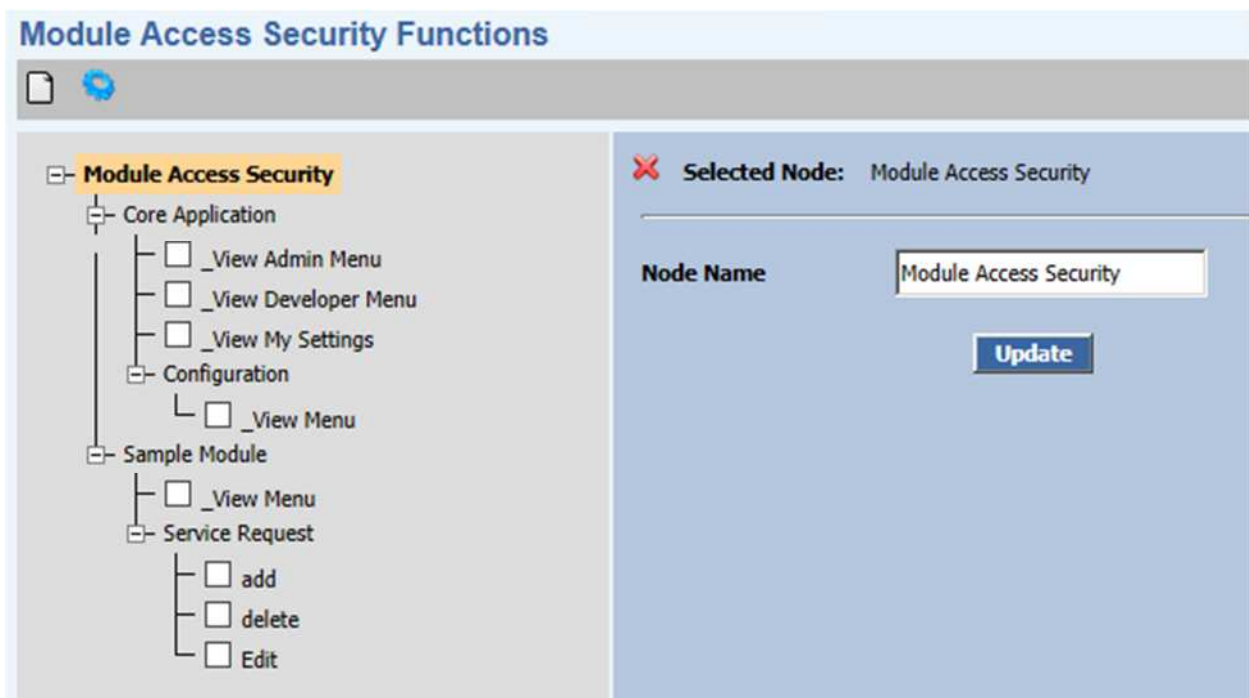 Module Access Security Functions
Module Access Security
Core Application
_View Admin Menu
_View Developer Menu
_View My Settings
Configuration
_View Menu
Sample Module
_View Menu
Service Request
add
delete
Edit
Selected Node: Module Access Security
Node Name Module Access Security
Update